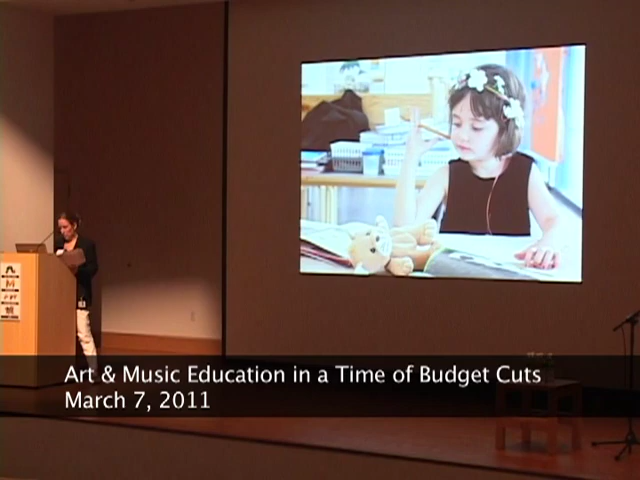 Art & Music Education in a Time of Budget Cuts
March 7, 2011